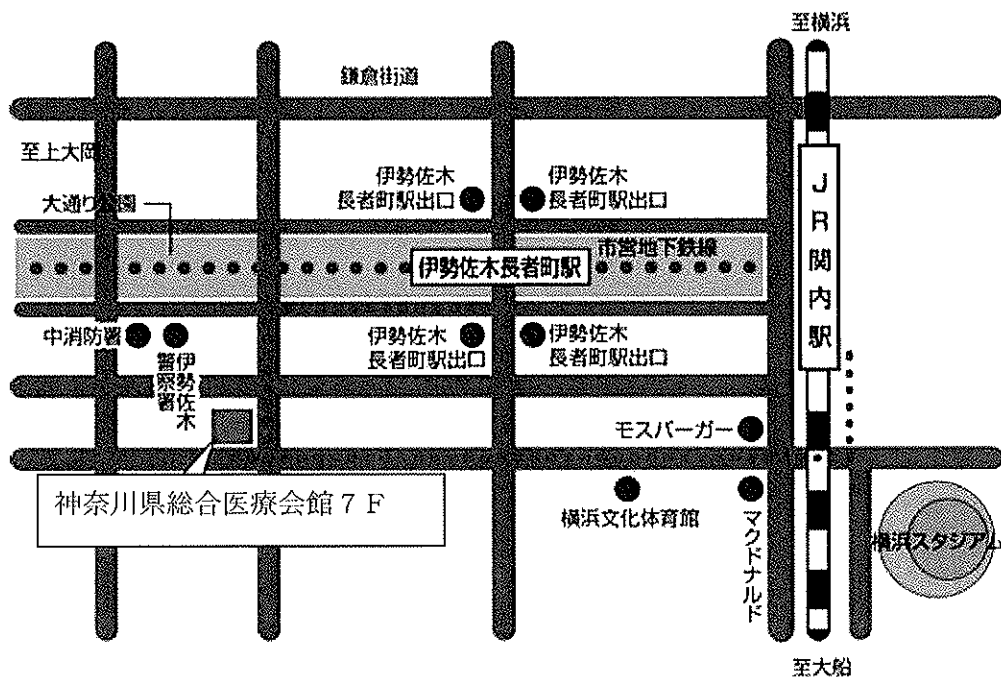 至横浜
鎌倉街道
至上大岡
伊勢佐木
長者町駅出口
伊勢佐木
長者町駅出口
大通り公園
市営地下鉄線
伊勢佐木長者町駅
JR関内駅
中消防署
伊勢佐木
警察署
伊勢佐木
長者町駅出口
伊勢佐木
長者町駅出口
モスバーガー
神奈川県総合医療会館7F
横浜文化体育館
マクドナルド
横浜スタジアム
至大船